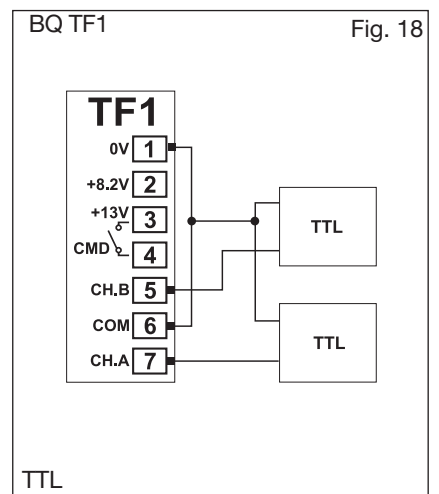 BQ TF1 Fig. 18
TF1
0V 1
+8.2V 2
+13V 3
CMD 4
CH.B 5
COM 6
CH.A 7
TTL
TTL
TTL